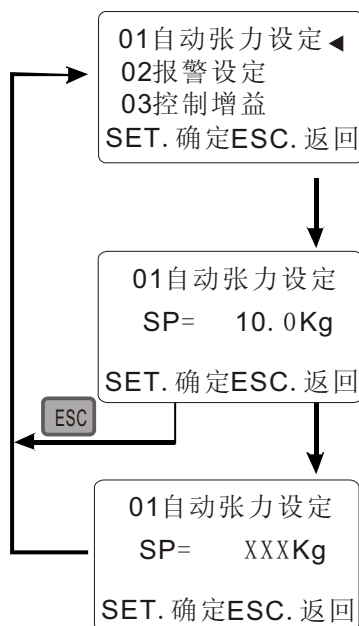 01自动张力设定◀
02报警设定
03控制增益
SET.确定ESC.返回
01自动张力设定
SP= 10.0Kg
SET.确定ESC.返回
ESC
01自动张力设定
SP= XXXKg
SET.确定ESC.返回